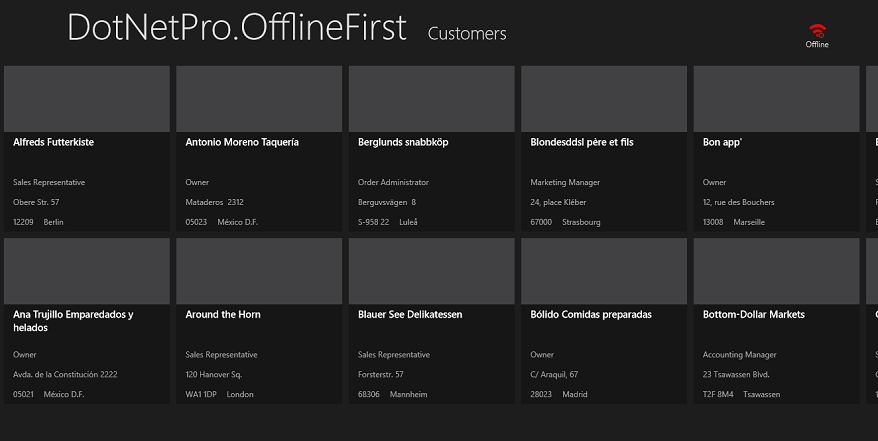 DotNetPro.OfflineFirst Customers
Offline
Alfreds Futterkiste
Sales Representative
Obere Str. 57
12209 Berlin
Antonio Moreno Taquería
Owner
Mataderos 2312
05023 México D.F.
Berglunds snabbköp
Order Administrator
Berguvsvägen 8
S-958 22 Luleå
Blondesddsl père et fils
Marketing Manager
24, place Kléber
67000 Strasbourg
Bon app'
Owner
12, rue des Bouchers
13008 Marseille
Ana Trujillo Emparedados y
helados
Owner
Avda. de la Constitución 2222
05021 México D.F.
Around the Horn
Sales Representative
120 Hanover Sq.
WA1 1DP London
Blauer See Delikatessen
Sales Representative
Forsterstr. 57
68306 Mannheim
Bólido Comidas preparadas
Owner
C/ Araquil, 67
28023 Madrid
Bottom-Dollar Markets
Accounting Manager
23 Tsawassen Blvd.
T2F 8M4 Tsawassen